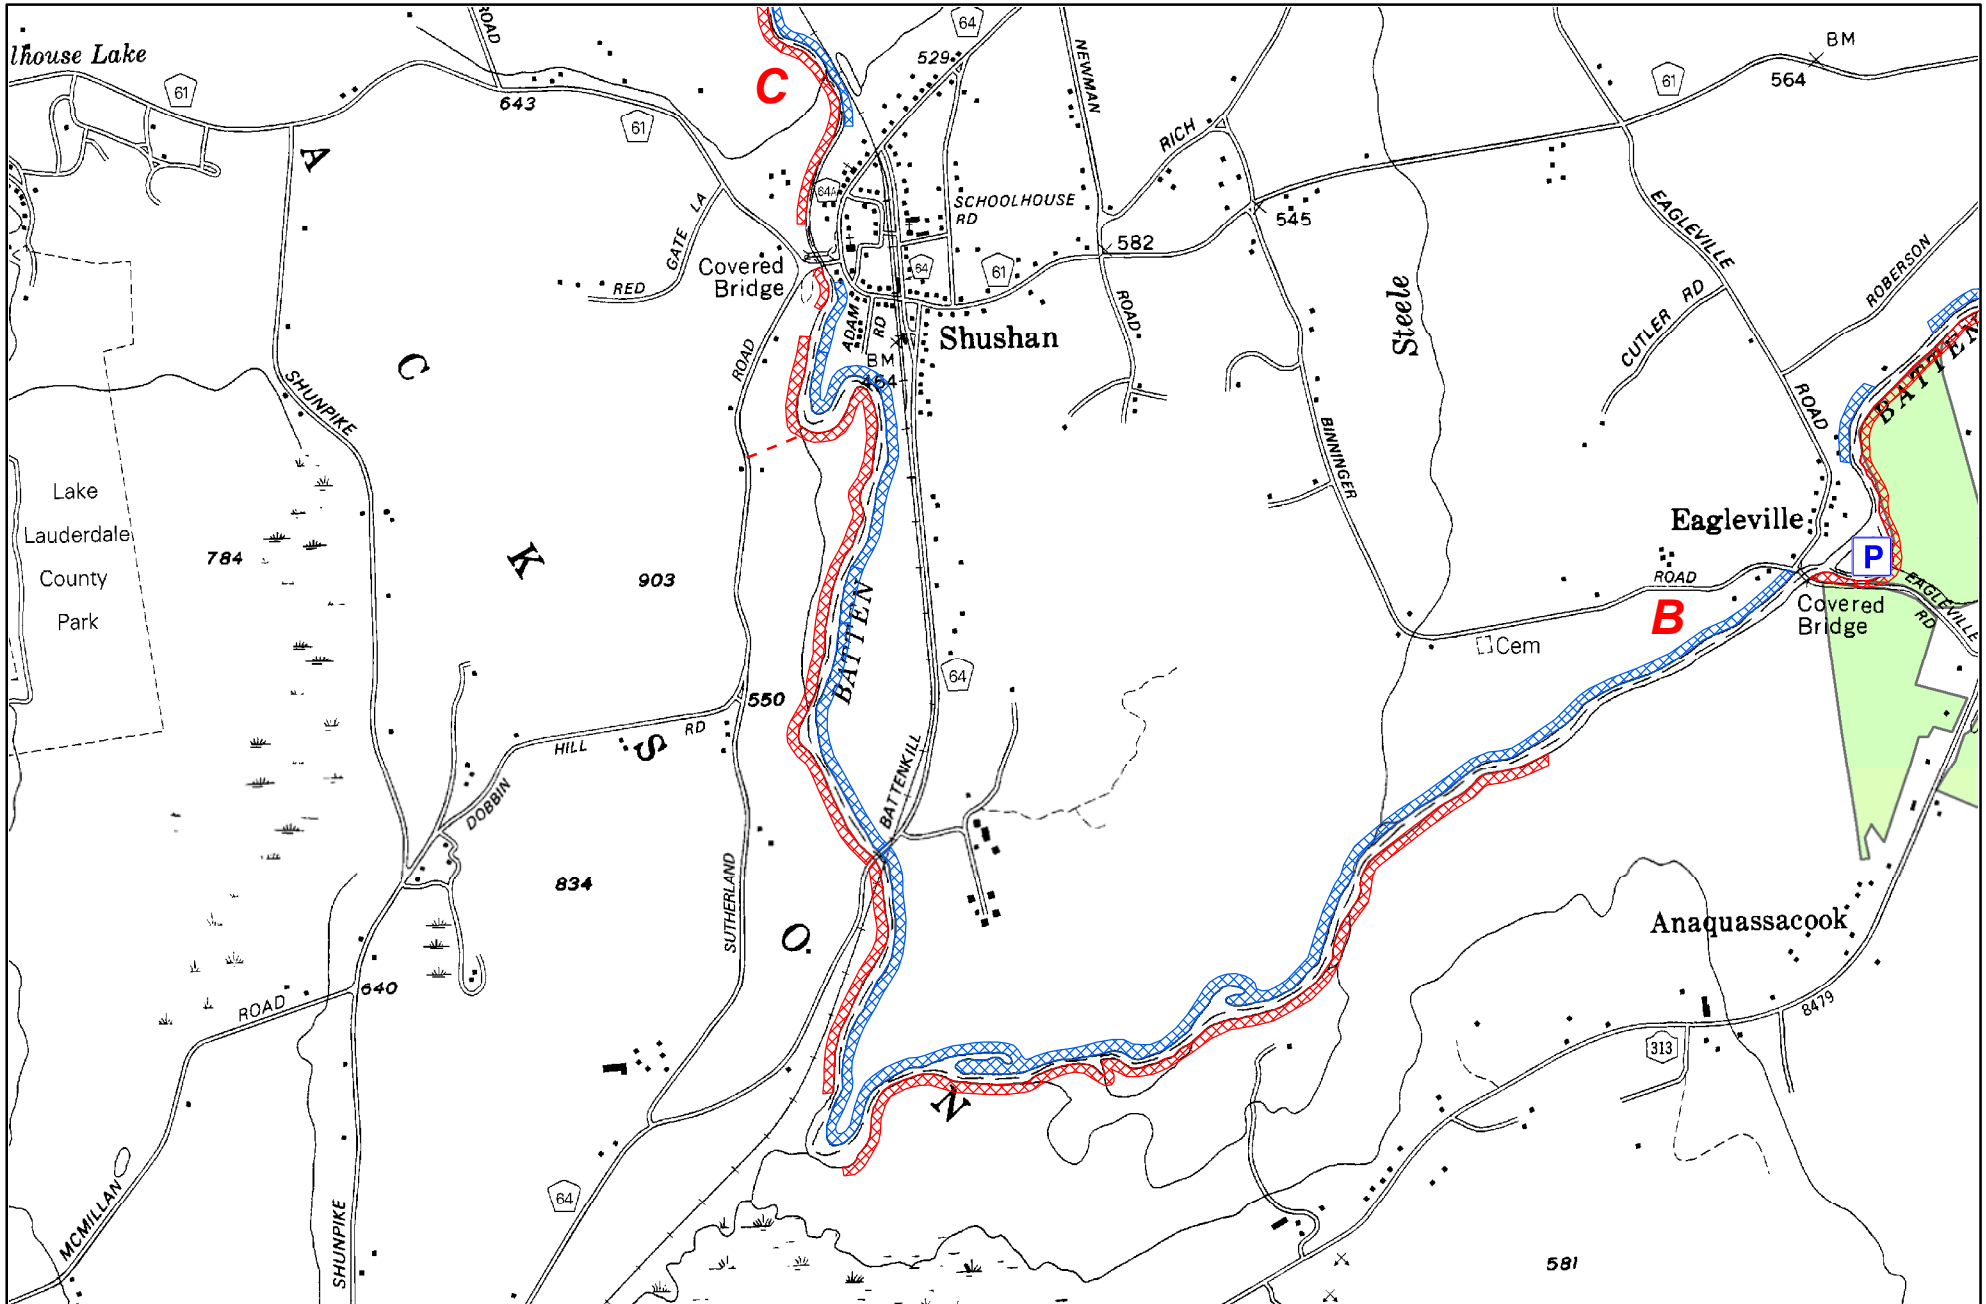 lhouse Lake
61
ROAD
643
61
C
64
529
64A
NEWMAN
RICH
61
BM
564
A
SCHOOLHOUSE
RD
582
545
EAGLEVILLE
ROBERSON
GATE LA
RED
Covered
Bridge
64
61
ROAD
Steele
CUTLER RD
Shushan
ADAM
RD
BM
454
ROAD
C
SHUNPIKE
BATTEN
ROAD
BINNINGER
Lake
Lauderdale
County
Park
784
K
903
BATTEN
Eagleville
P
ROAD
B
EAGLEVILLE
RD
Covered
Bridge
Cem
64
550
HILL
RD
S
DOBBIN
BATTENKILL
834
SUTHERLAND
O
Anaquassacook
640
ROAD
8479
313
N
64
MCMILLAN
SHUNPIKE
581